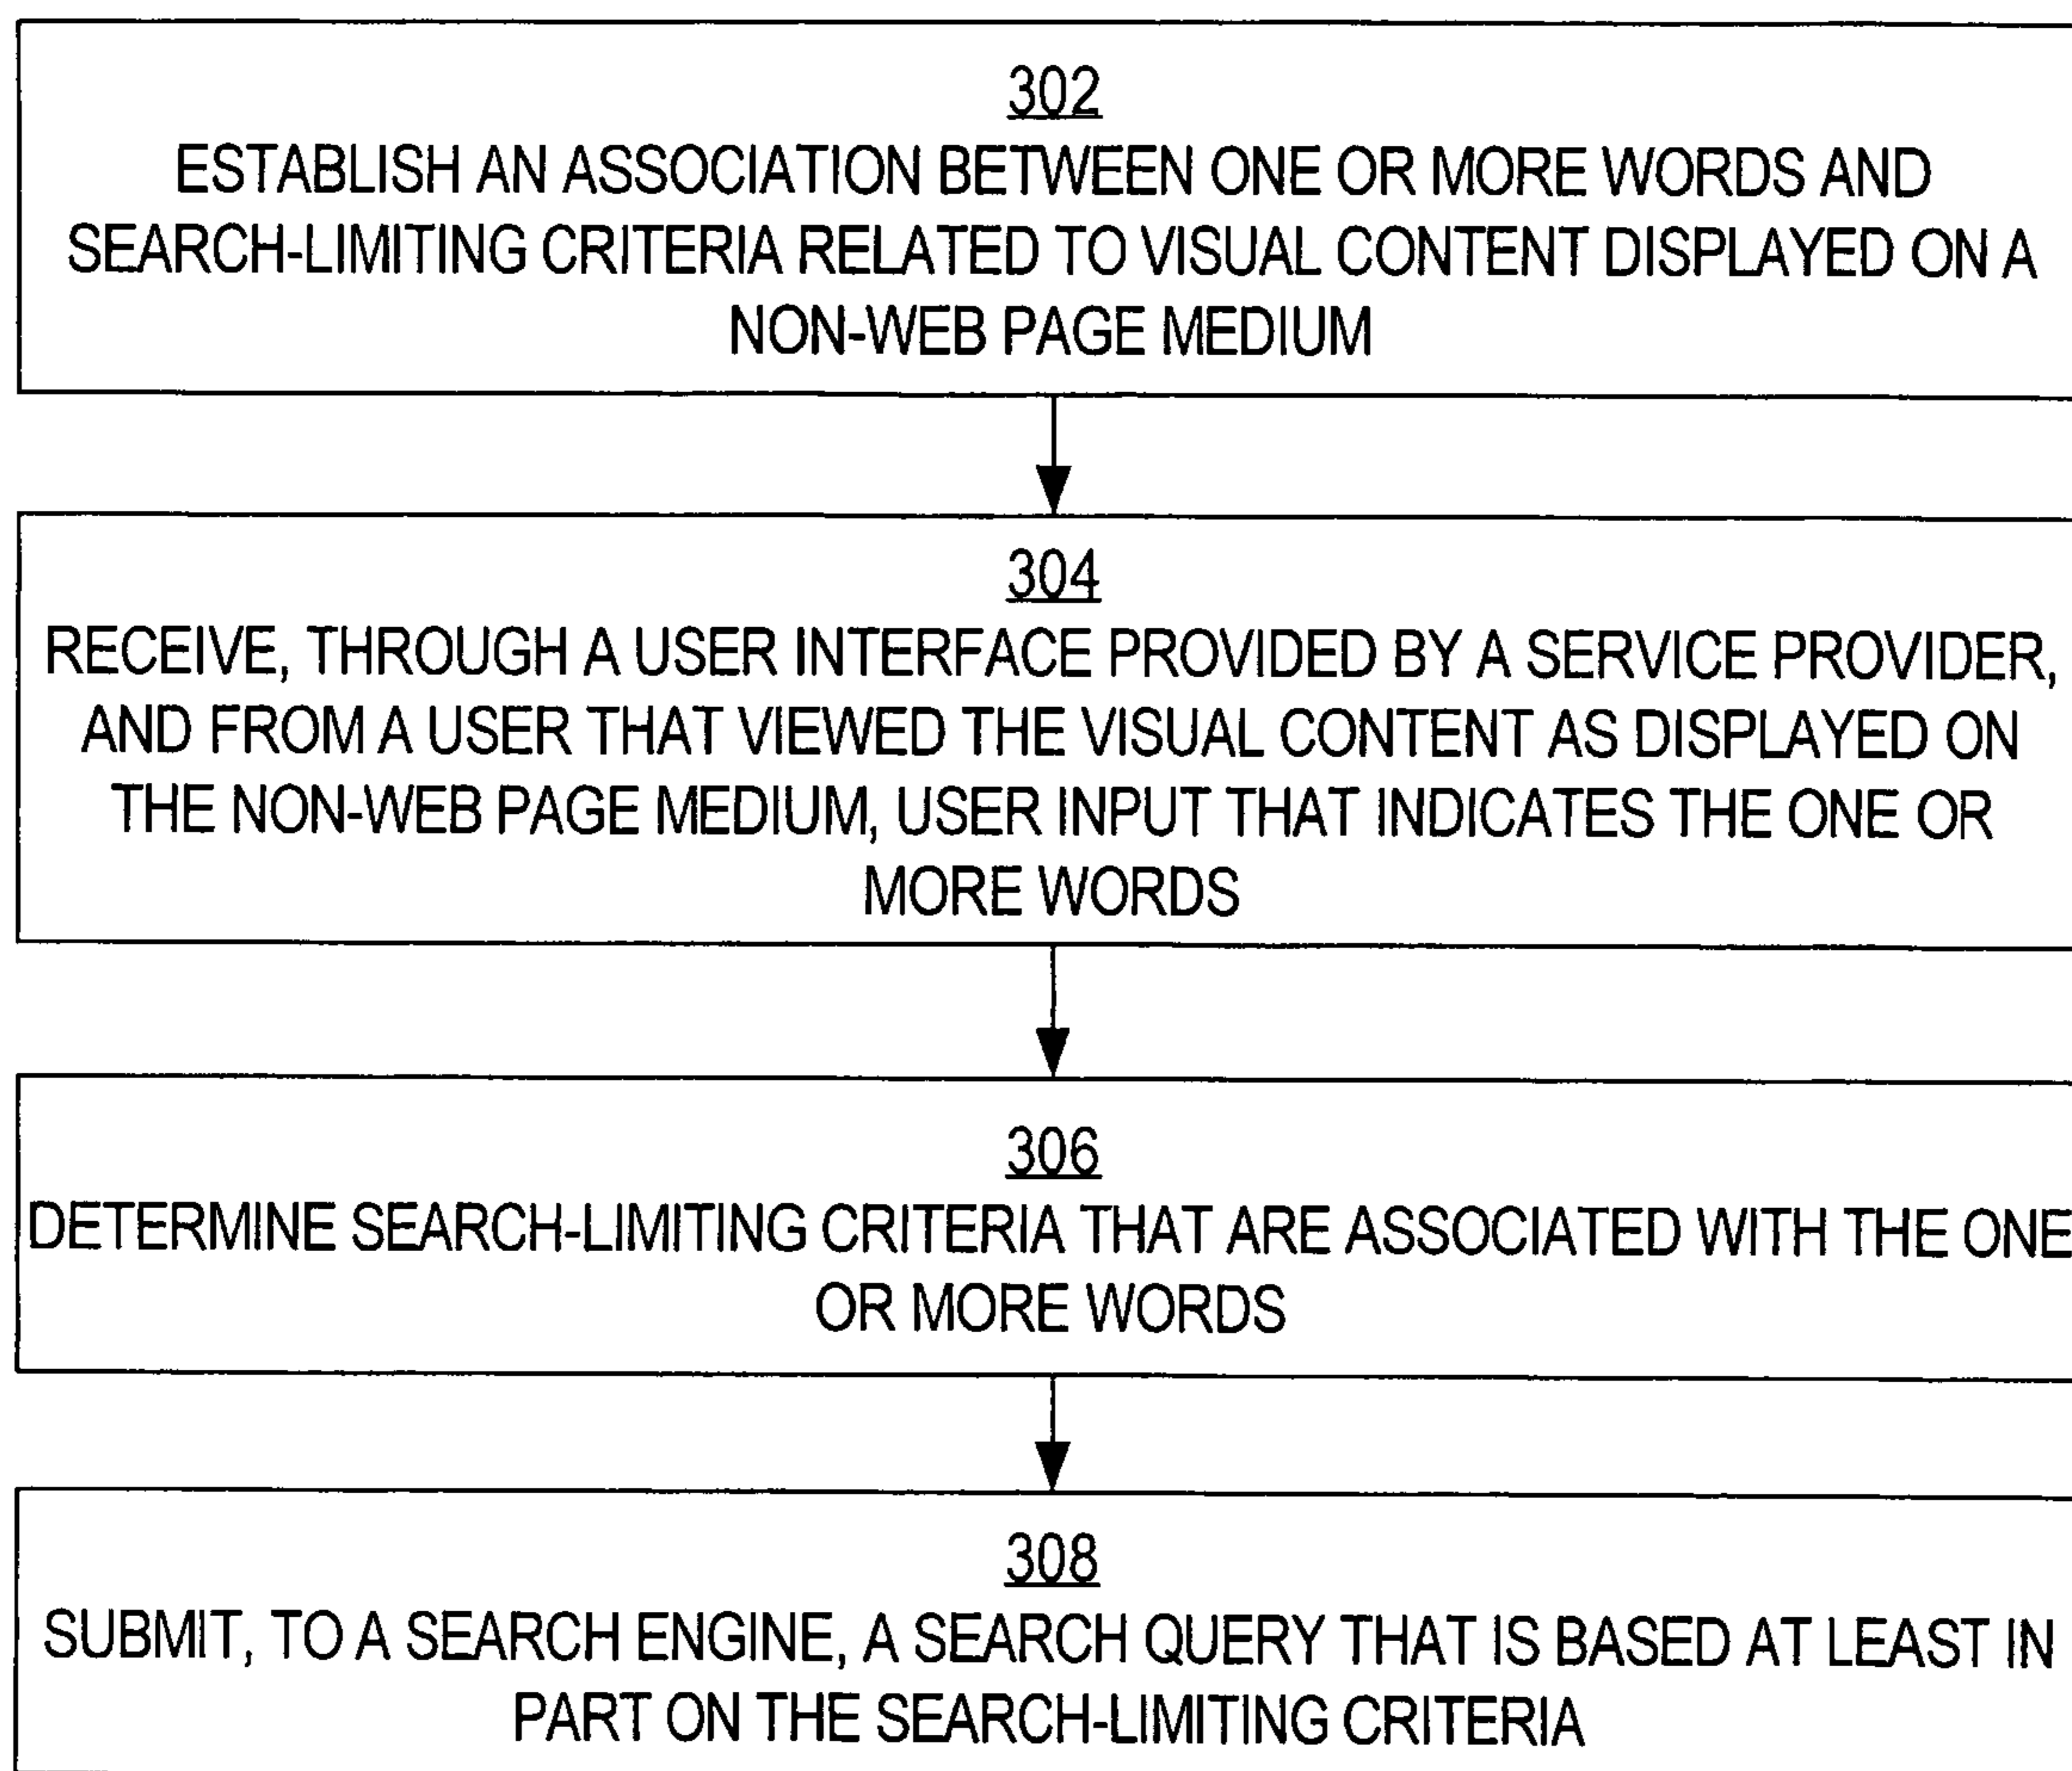 302
ESTABLISH AN ASSOCIATION BETWEEN ONE OR MORE WORDS AND
SEARCH-LIMITING CRITERIA RELATED TO VISUAL CONTENT DISPLAYED ON A
NON-WEB PAGE MEDIUM
304
RECEIVE, THROUGH A USER INTERFACE PROVIDED BY A SERVICE PROVIDER,
AND FROM A USER THAT VIEWED THE VISUAL CONTENT AS DISPLAYED ON
THE NON-WEB PAGE MEDIUM, USER INPUT THAT INDICATES THE ONE OR
MORE WORDS
306
DETERMINE SEARCH-LIMITING CRITERIA THAT ARE ASSOCIATED WITH THE ONE
OR MORE WORDS
308
SUBMIT, TO A SEARCH ENGINE, A SEARCH QUERY THAT IS BASED AT LEAST IN
PART ON THE SEARCH-LIMITING CRITERIA